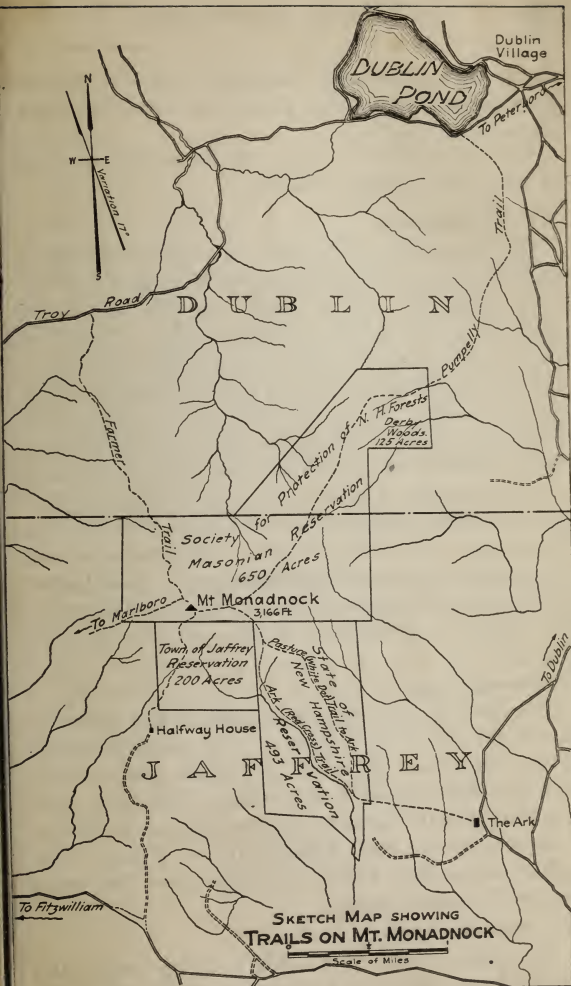 Dublin
Village
DUBLIN
POND
To Peterboro
N
W
E
S
Variation 17°
Trail
Pumpelly
Troy Road
DUBLIN
Farmer
Trail
Society for Protection of N. H. Forests
Derby
Woods.
125 Acres
Masonian Reservation
650 Acres
To Marlboro
Mt Monadnock
3,166 Ft.
Town of Jaffrey
Reservation
200 Acres
Pasture (White Dot) Trail to Ark
State of
New Hampshire
Reservation
493 Acres
Ark (Red Cross) Trail
To Dublin
Halfway House
JAFFREY
The Ark
To Fitzwilliam
SKETCH MAP SHOWING
TRAILS ON MT. MONADNOCK
Scale of Miles